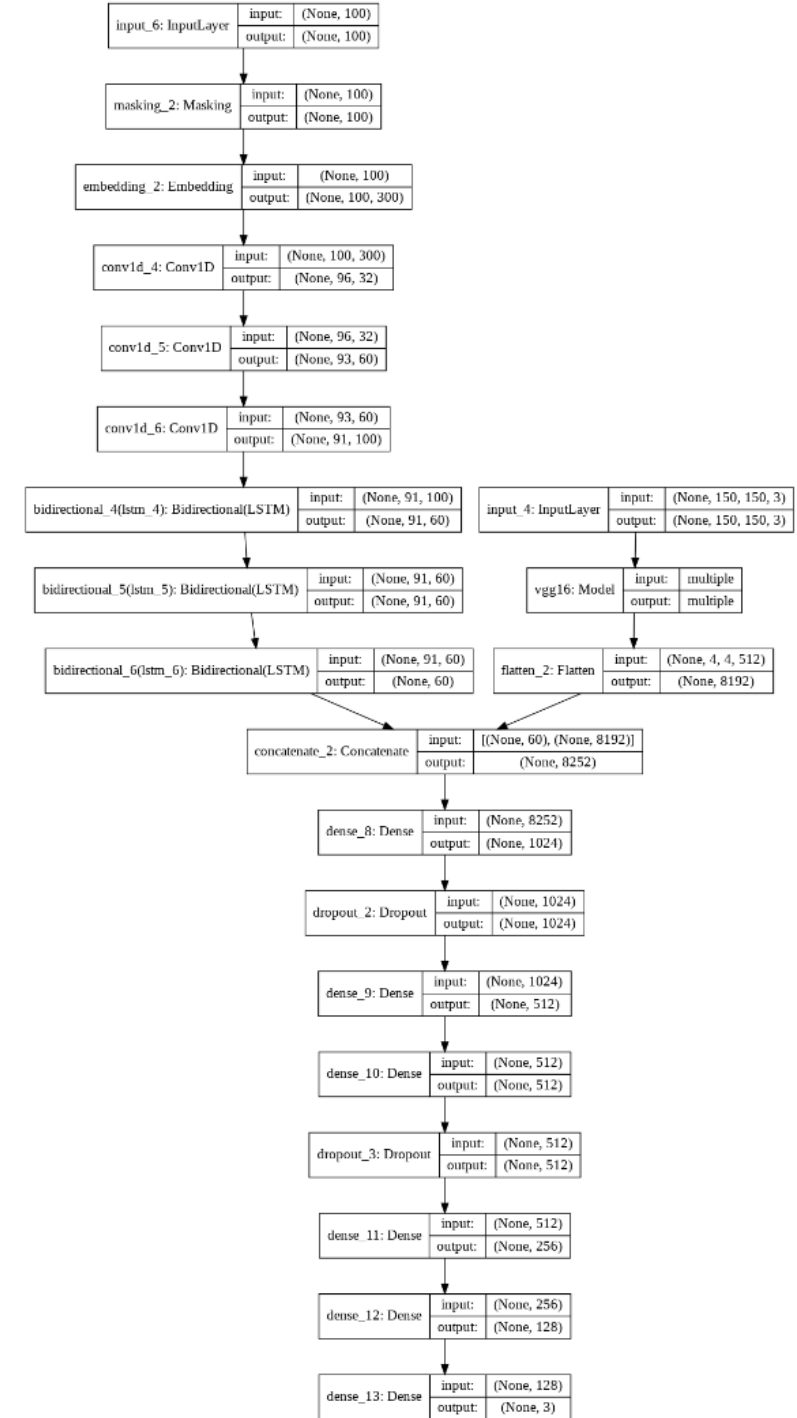 input_6: InputLayer
input: (None, 100)
output: (None, 100)
masking_2: Masking
input: (None, 100)
output: (None, 100)
embedding_2: Embedding
input: (None, 100)
output: (None, 100, 300)
conv1d_4: Conv1D
input: (None, 100, 300)
output: (None, 96, 32)
conv1d_5: Conv1D
input: (None, 96, 32)
output: (None, 93, 60)
conv1d_6: Conv1D
input: (None, 93, 60)
output: (None, 91, 100)
bidirectional_4(lstm_4): Bidirectional(LSTM)
input: (None, 91, 100)
output: (None, 91, 60)
input_4: InputLayer
input: (None, 150, 150, 3)
output: (None, 150, 150, 3)
bidirectional_5(lstm_5): Bidirectional(LSTM)
input: (None, 91, 60)
output: (None, 91, 60)
vgg16: Model
input: multiple
output: multiple
bidirectional_6(lstm_6): Bidirectional(LSTM)
input: (None, 91, 60)
output: (None, 60)
flatten_2: Flatten
input: (None, 4, 4, 512)
output: (None, 8192)
concatenate_2: Concatenate
input: [(None, 60), (None, 8192)]
output: (None, 8252)
dense_8: Dense
input: (None, 8252)
output: (None, 1024)
dropout_2: Dropout
input: (None, 1024)
output: (None, 1024)
dense_9: Dense
input: (None, 1024)
output: (None, 512)
dense_10: Dense
input: (None, 512)
output: (None, 512)
dropout_3: Dropout
input: (None, 512)
output: (None, 512)
dense_11: Dense
input: (None, 512)
output: (None, 256)
dense_12: Dense
input: (None, 256)
output: (None, 128)
dense_13: Dense
input: (None, 128)
output: (None, 3)